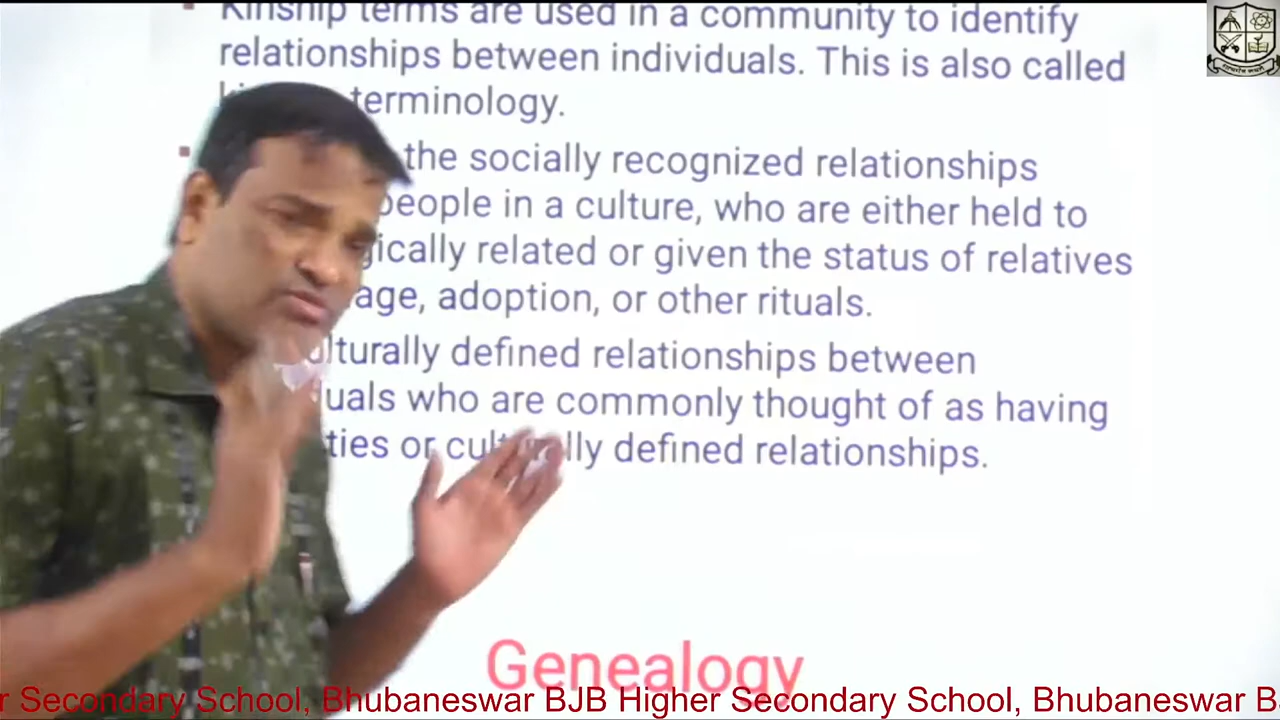 Kinship terms are used in a community to identify
relationships between individuals. This is also called
terminology.
the socially recognized relationships
people in a culture, who are either held to
ically related or given the status of relatives
age, adoption, or other rituals.
lturally defined relationships between
uals who are commonly thought of as having
ties or culturally defined relationships.
Genealogy
r Secondary School, Bhubaneswar BJB Higher Secondary School, Bhubaneswar B